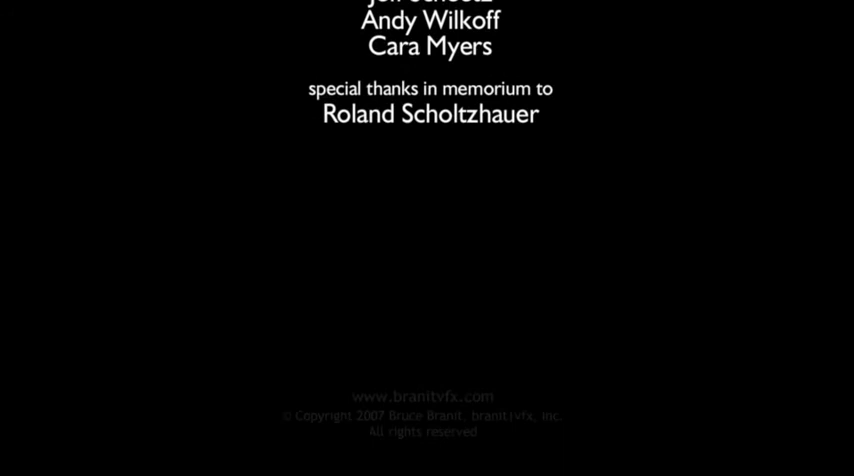 Andy Wilkoff
Cara Myers
special thanks in memorium to
Roland Scholtzhauer
www.branitvfx.com
© Copyright 2007 Bruce Branit, branit|vfx, Inc.
All rights reserved